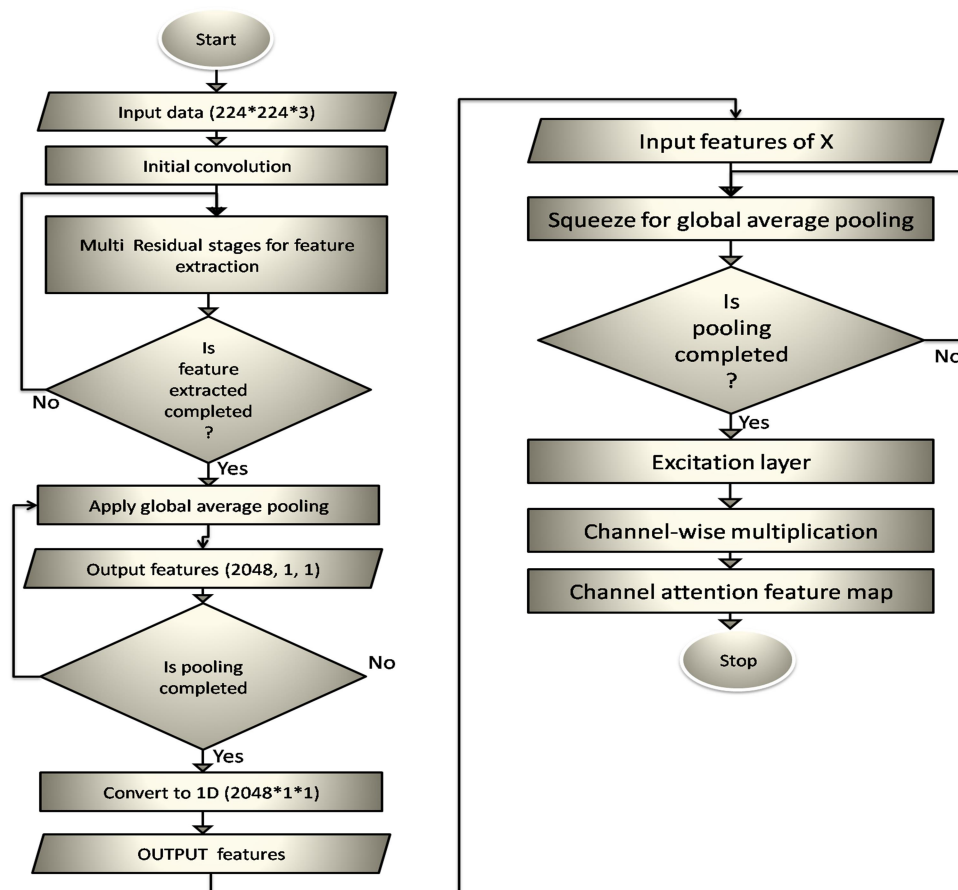 Start
Input data (224*224*3)
Initial convolution
Multi Residual stages for feature
extraction
Is
feature
extracted
completed
?
No
Yes
Apply global average pooling
Output features (2048, 1, 1)
Is pooling
completed
No
Yes
Convert to 1D (2048*1*1)
OUTPUT features
Input features of X
Squeeze for global average pooling
Is
pooling
completed
?
No
Yes
Excitation layer
Channel-wise multiplication
Channel attention feature map
Stop